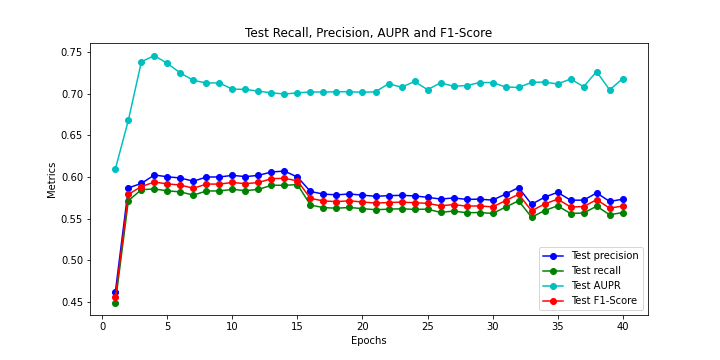 Test Recall, Precision, AUPR and F1-Score
Metrics
0.75
0.70
0.65
0.60
0.55
0.50
0.45
0 5 10 15 20 25 30 35 40
Epochs
Test precision
Test recall
Test AUPR
Test F1-Score